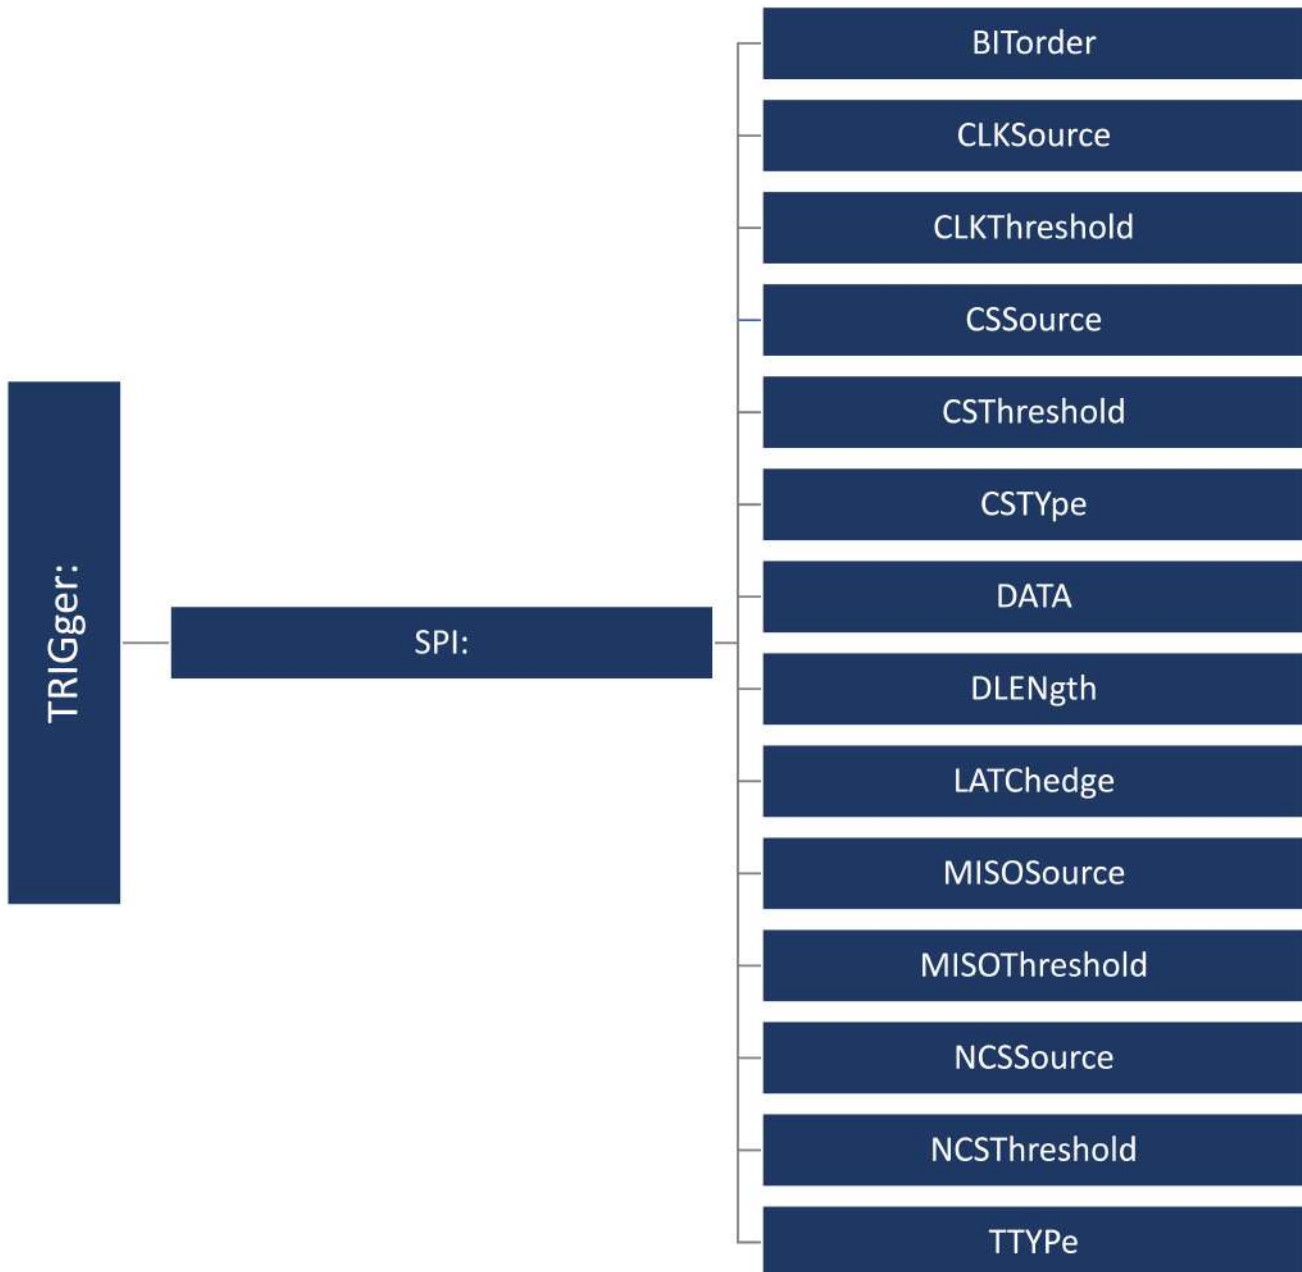 TRIGger:
SPI:
BITorder
CLKSource
CLKThreshold
CSSource
CSThreshold
CSTYpe
DATA
DLENgth
LATChedge
MISOSource
MISOThreshold
NCSSource
NCSThreshold
TTYPe